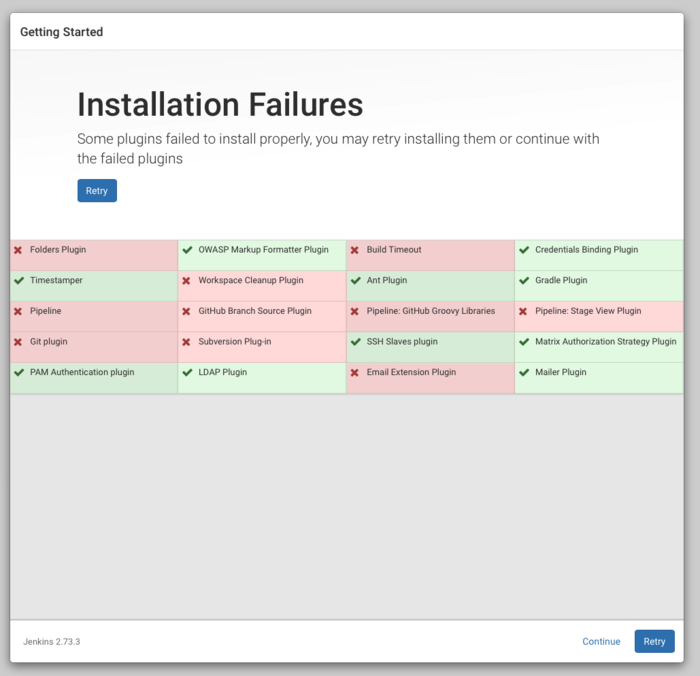 Getting Started
Installation Failures
Some plugins failed to install properly, you may retry installing them or continue with
the failed plugins
Retry
Folders Plugin
OWASP Markup Formatter Plugin
Build Timeout
Credentials Binding Plugin
Timestamper
Workspace Cleanup Plugin
Ant Plugin
Gradle Plugin
Pipeline
GitHub Branch Source Plugin
Pipeline: GitHub Groovy Libraries
Pipeline: Stage View Plugin
Git plugin
Subversion Plug-in
SSH Slaves plugin
Matrix Authorization Strategy Plugin
PAM Authentication plugin
LDAP Plugin
Email Extension Plugin
Mailer Plugin
Jenkins 2.73.3
Continue
Retry